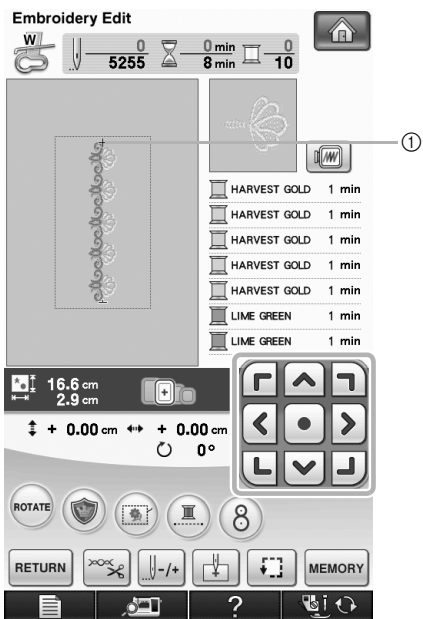 Embroidery Edit
W
0
5255
0 min
8 min
0
10
①
HARVEST GOLD 1 min
HARVEST GOLD 1 min
HARVEST GOLD 1 min
HARVEST GOLD 1 min
HARVEST GOLD 1 min
LIME GREEN 1 min
LIME GREEN 1 min
16.6 cm
2.9 cm
+ 0.00 cm + 0.00 cm
0°
ROTATE
8
RETURN -/+ MEMORY
?